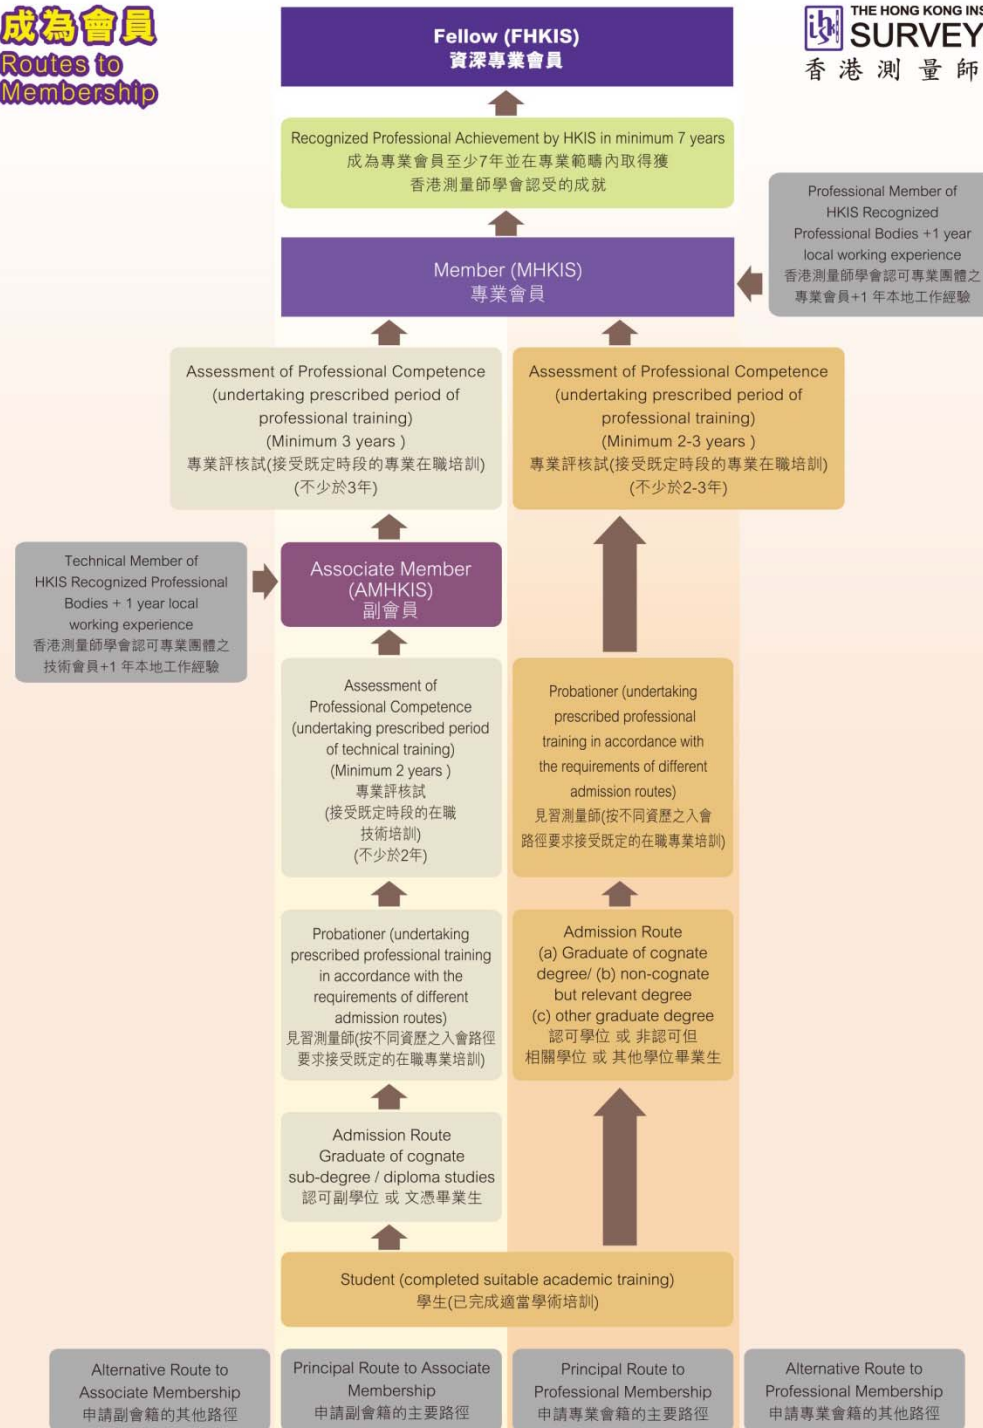 成為會員
Routes to
Membership
THE HONG KONG INS
SURVEY
香港測量師
Fellow (FHKIS)
資深專業會員
Recognized Professional Achievement by HKIS in minimum 7 years
成為專業會員至少7年並在專業範疇內取得獲
香港測量師學會認受的成就
Professional Member of
HKIS Recognized
Professional Bodies +1 year
local working experience
香港測量師學會認可專業團體之
專業會員+1 年本地工作經驗
Member (MHKIS)
專業會員
Assessment of Professional Competence
(undertaking prescribed period of
professional training)
(Minimum 3 years )
專業評核試(接受既定時段的專業在職培訓)
(不少於3年)
Assessment of Professional Competence
(undertaking prescribed period of
professional training)
(Minimum 2-3 years )
專業評核試(接受既定時段的專業在職培訓)
(不少於2-3年)
Technical Member of
HKIS Recognized Professional
Bodies + 1 year local
working experience
香港測量師學會認可專業團體之
技術會員+1 年本地工作經驗
Associate Member
(AMHKIS)
副會員
Assessment of
Professional Competence
(undertaking prescribed period
of technical training)
(Minimum 2 years )
專業評核試
(接受既定時段的在職
技術培訓)
(不少於2年)
Probationer (undertaking
prescribed professional
training in accordance with
the requirements of different
admission routes)
見習測量師(按不同資歷之入會
路徑要求接受既定的在職專業培訓)
Probationer (undertaking
prescribed professional training
in accordance with the
requirements of different
admission routes)
見習測量師(按不同資歷之入會路徑
要求接受既定的在職專業培訓)
Admission Route
(a) Graduate of cognate
degree/ (b) non-cognate
but relevant degree
(c) other graduate degree
認可學位 或 非認可但
相關學位 或 其他學位畢業生
Admission Route
Graduate of cognate
sub-degree / diploma studies
認可副學位 或 文憑畢業生
Student (completed suitable academic training)
學生(已完成適當學術培訓)
Alternative Route to
Associate Membership
申請副會籍的其他路徑
Principal Route to Associate
Membership
申請副會籍的主要路徑
Principal Route to
Professional Membership
申請專業會籍的主要路徑
Alternative Route to
Professional Membership
申請專業會籍的其他路徑